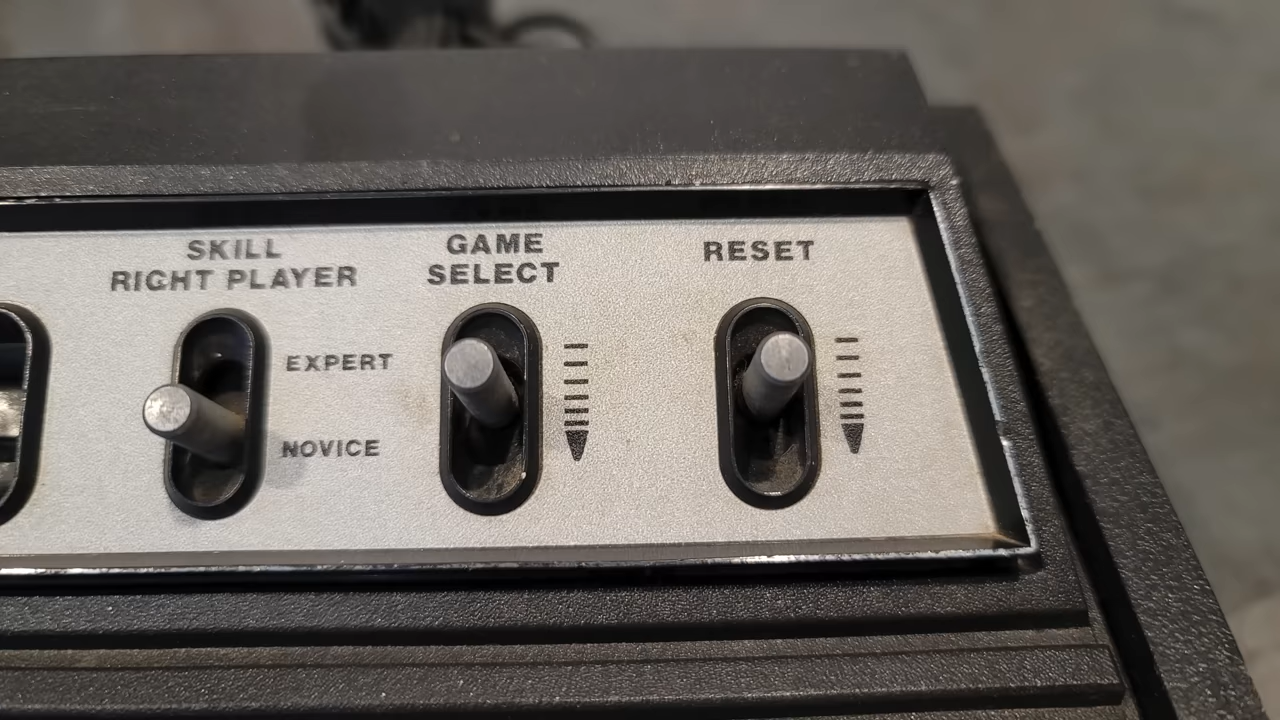 SKILL
RIGHT PLAYER
GAME
SELECT
RESET
EXPERT
NOVICE